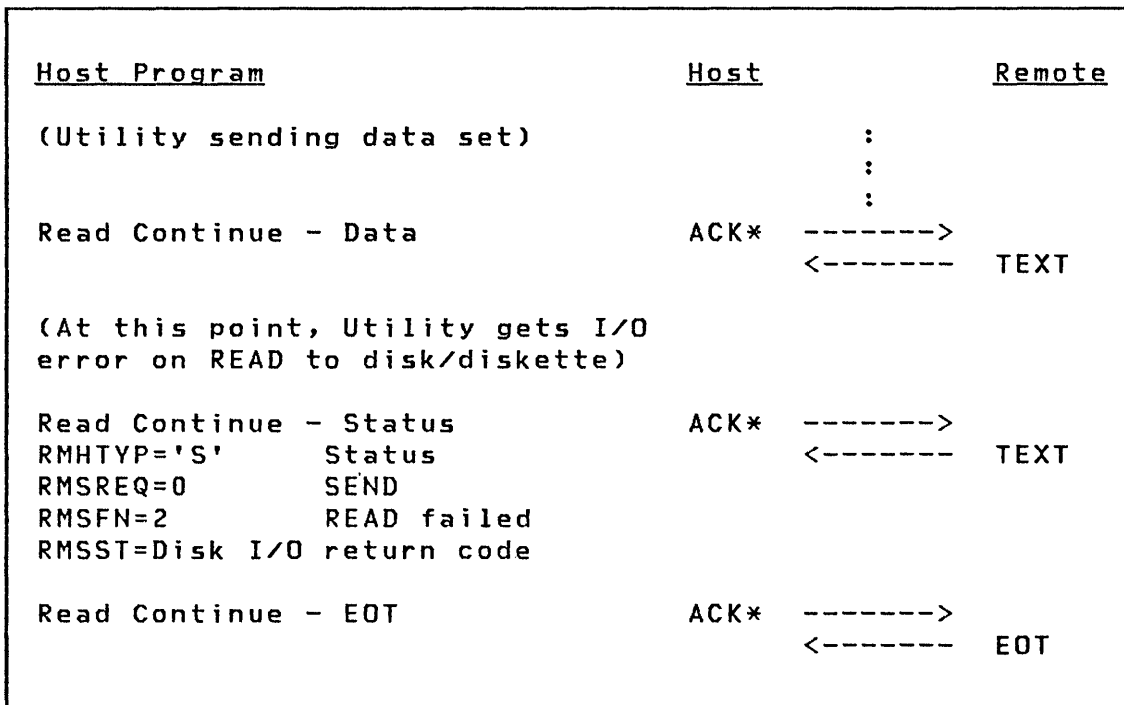 Host Program Host Remote
(Utility sending data set) :
:
:
Read Continue - Data ACK* ------->
<------- TEXT
(At this point, Utility gets I/O
error on READ to disk/diskette)
Read Continue - Status ACK* ------->
RMHTYP='S' Status <------- TEXT
RMSREQ=0 SEND
RMSFN=2 READ failed
RMSST=Disk I/O return code
Read Continue - EOT ACK* ------->
<------- EOT